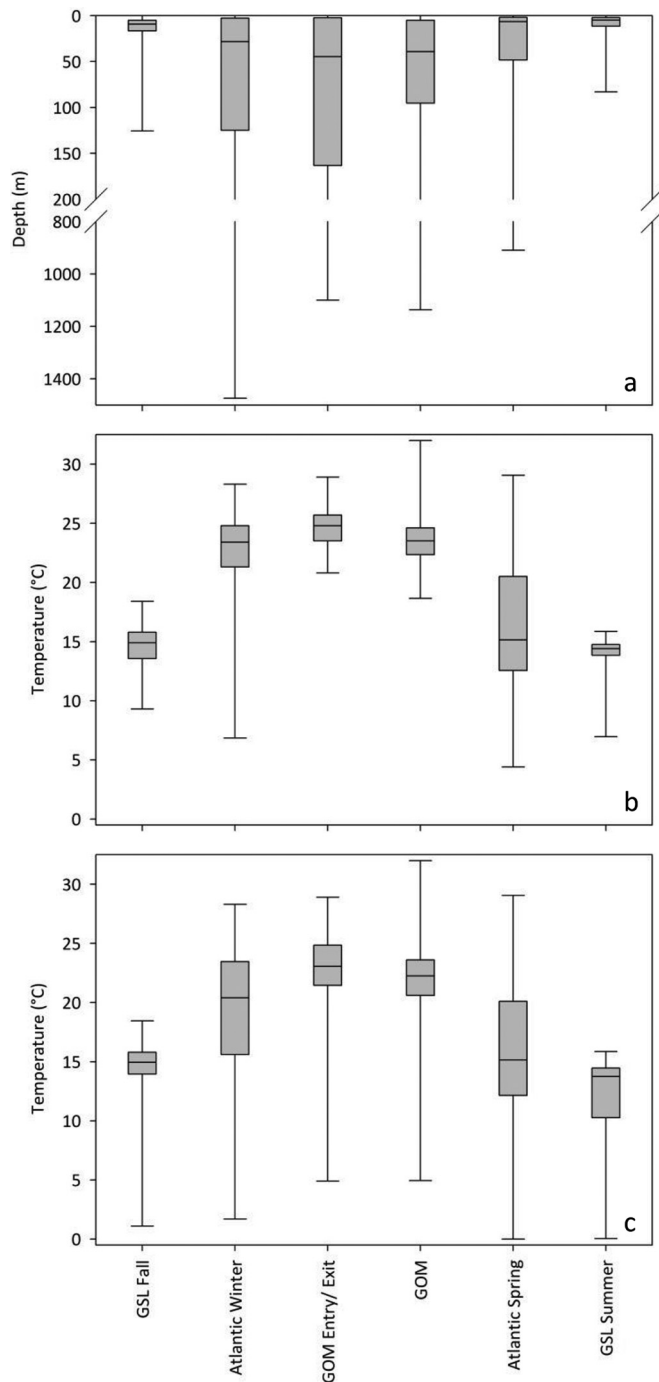 0
50
100
150
200
800
1000
1200
1400
Depth (m)
a
30
25
20
15
10
5
0
Temperature (°C)
b
30
25
20
15
10
5
0
Temperature (°C)
c
GSL Fall
Atlantic Winter
GOM Entry/ Exit
GOM
Atlantic Spring
GSL Summer